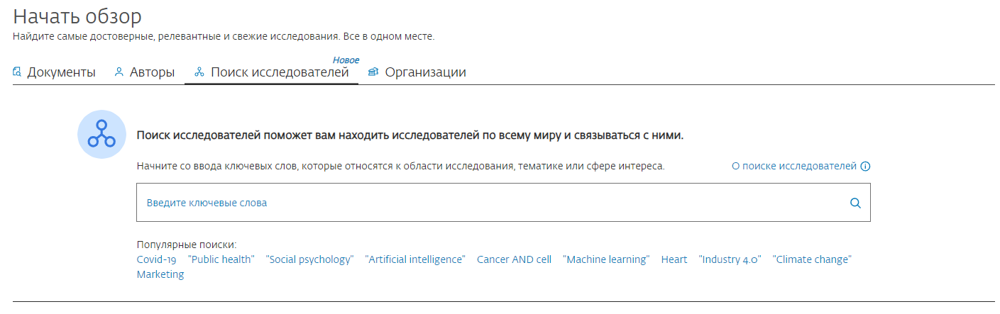 Начать обзор
Найдите самые достоверные, релевантные и свежие исследования. Все в одном месте.
Новое
Документы Авторы Поиск исследователей Организации
Поиск исследователей поможет вам находить исследователей по всему миру и связываться с ними.
Начните со ввода ключевых слов, которые относятся к области исследования, тематике или сфере интереса. О поиске исследователей
Введите ключевые слова
Популярные поиски:
Covid-19 "Public health" "Social psychology" "Artificial intelligence" Cancer AND cell "Machine learning" Heart "Industry 4.0" "Climate change"
Marketing